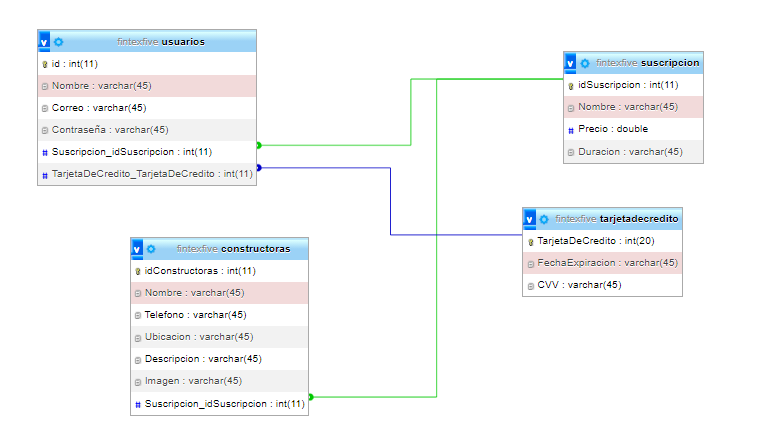 fintexfive usuarios
id : int(11)
Nombre : varchar(45)
Correo : varchar(45)
Contraseña : varchar(45)
Suscripcion_idSuscripcion : int(11)
TarjetaDeCredito_TarjetaDeCredito : int(11)
fintexfive suscripcion
idSuscripcion : int(11)
Nombre : varchar(45)
Precio : double
Duracion : varchar(45)
fintexfive tarjetadecredito
TarjetaDeCredito : int(20)
FechaExpiracion : varchar(45)
CVV : varchar(45)
fintexfive constructoras
idConstructoras : int(11)
Nombre : varchar(45)
Telefono : varchar(45)
Ubicacion : varchar(45)
Descripcion : varchar(45)
Imagen : varchar(45)
Suscripcion_idSuscripcion : int(11)